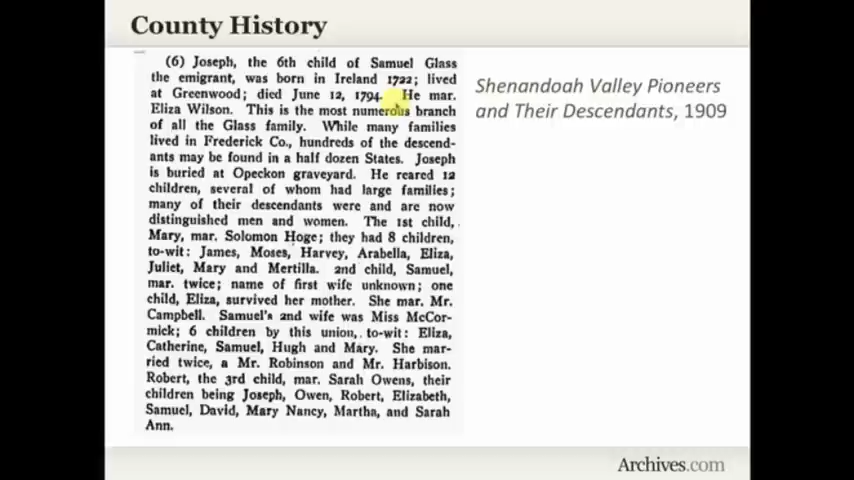 County History
(6) Joseph, the 6th child of Samuel Glass
the emigrant, was born in Ireland 1722; lived
at Greenwood; died June 12, 1794. He mar.
Eliza Wilson. This is the most numerous branch
of all the Glass family. While many families
lived in Frederick Co., hundreds of the descend-
ants may be found in a half dozen States. Joseph
is buried at Opeckon graveyard. He reared 12
children, several of whom had large families;
many of their descendants were and are now
distinguished men and women. The 1st child,
Mary, mar. Solomon Hoge; they had 8 children,
to-wit: James, Moses, Harvey, Arabella, Eliza,
Juliet, Mary and Mertilla. 2nd child, Samuel,
mar. twice; name of first wife unknown; one
child, Eliza, survived her mother. She mar. Mr.
Campbell. Samuel's 2nd wife was Miss McCor-
mick; 6 children by this union, to-wit: Eliza,
Catherine, Samuel, Hugh and Mary. She mar-
ried twice, a Mr. Robinson and Mr. Harbison.
Robert, the 3rd child, mar. Sarah Owens, their
children being Joseph, Owen, Robert, Elizabeth,
Samuel, David, Mary Nancy, Martha, and Sarah
Ann.
Shenandoah Valley Pioneers
and Their Descendants, 1909
Archives.com